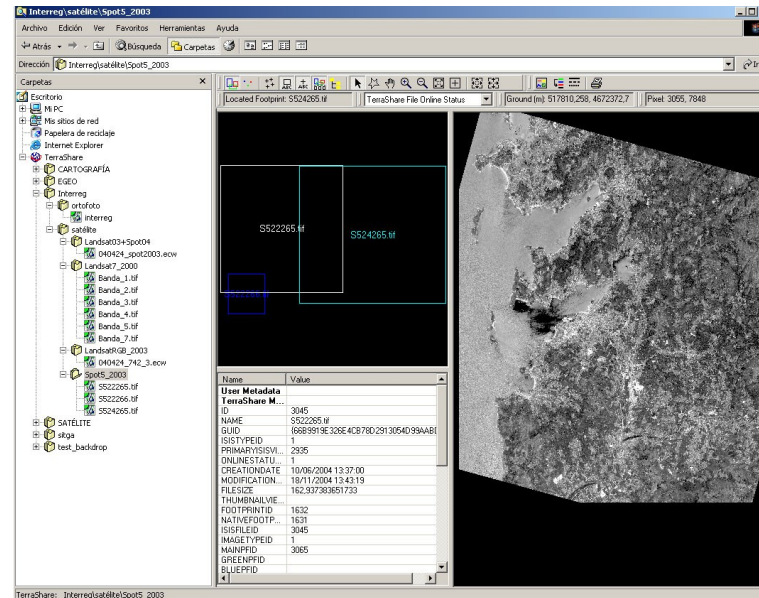 Interreg\satélite\Spot5_2003
Archivo Edición Ver Favoritos Herramientas Ayuda
Atrás Búsqueda Carpetas
Dirección Interreg\satélite\Spot5_2003 Ir
Carpetas
Located Footprint: S524265.tif TerraShare File Online Status Ground (m): 517810,258, 4672372,7 Pixel: 3055, 7848
Escritorio
Mi PC
Mis sitios de red
Papelera de reciclaje
Internet Explorer
TerraShare
CARTOGRAFÍA
EGEO
Interreg
ortofoto
interreg
satélite
Landsat03+Spot04
040424_spot2003.ecw
Landsat7_2000
Banda_1.tif
Banda_2.tif
Banda_3.tif
Banda_4.tif
Banda_5.tif
Banda_7.tif
LandsatRGB_2003
040424_742_3.ecw
Spot5_2003
S522265.tif
S522266.tif
S524265.tif
SATÉLITE
sitga
test_backdrop
S522265.tif
S524265.tif
Name Value
User Metadata
TerraShare M...
ID 3045
NAME S522265.tif
GUID
ISISTYPEID 1
PRIMARYISISVI... 2935
ONLINESTATU... 1
CREATIONDATE 10/06/2004 13:37:00
MODIFICATION... 18/11/2004 13:43:19
FILESIZE 162,937383651733
THUMBNAILVIE...
FOOTPRINTID 1632
NATIVEFOOTP... 1631
ISISFILEID 3045
IMAGETYPEID 1
MAINPFID 3065
GREENPFID
BLUEPFID
TerraShare: Interreg\satélite\Spot5_2003